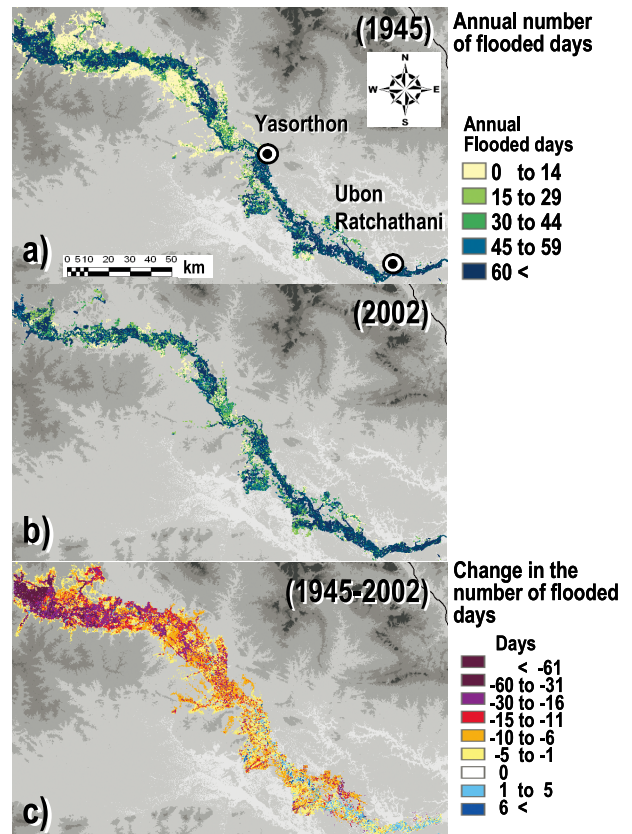 (1945)
Annual number
of flooded days
N
W E
S
Yasorthon
Ubon
Ratchathani
a)
0 5 10 20 30 40 50
km
Annual
Flooded days
0 to 14
15 to 29
30 to 44
45 to 59
60 <
(2002)
b)
(1945-2002)
Change in the
number of flooded
days
Days
< -61
-60 to -31
-30 to -16
-15 to -11
-10 to -6
-5 to -1
0
1 to 5
6 <
c)